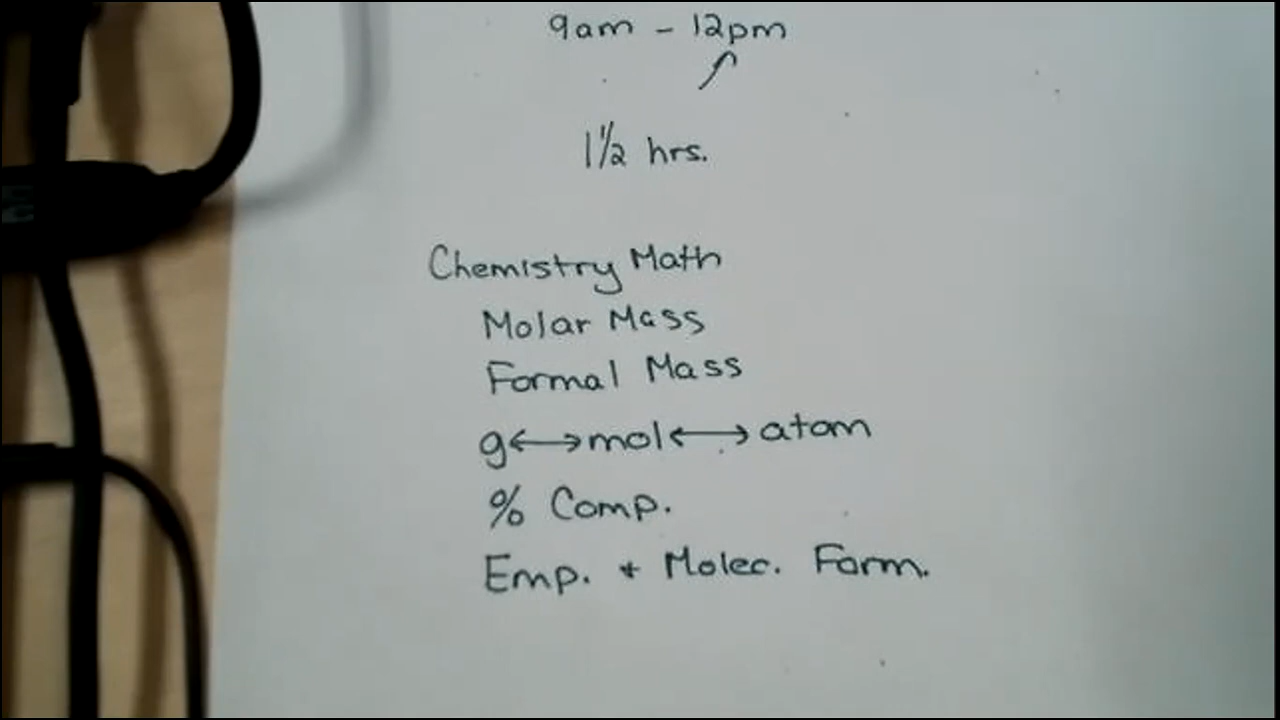 9am - 12pm
1½ hrs.
Chemistry Math
Molar Mass
Formal Mass
g⟷mol⟷atom
% Comp.
Emp. + Molec. Form.